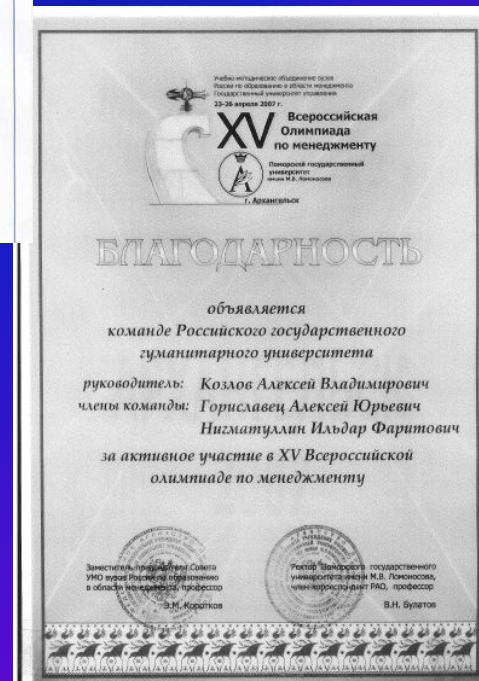 Учебно-методическое объединение вузов
России по образованию в области менеджмента
Государственный университет управления
23-26 апреля 2007 г.
XV Всероссийская
Олимпиада
по менеджменту
Поморский государственный
университет
имени М.В. Ломоносова
г. Архангельск
БЛАГОДАРНОСТЬ
объявляется
команде Российского государственного
гуманитарного университета
руководитель: Козлов Алексей Владимирович
члены команды: Гориславец Алексей Юрьевич
Нигматуллин Ильдар Фаритович
за активное участие в XV Всероссийской
олимпиаде по менеджменту
Заместитель председателя Совета
УМО вузов России по образованию
в области менеджмента, профессор
Э.М. Коротков
Ректор Поморского государственного
университета имени М.В. Ломоносова,
член-корреспондент РАО, профессор
В.Н. Булатов